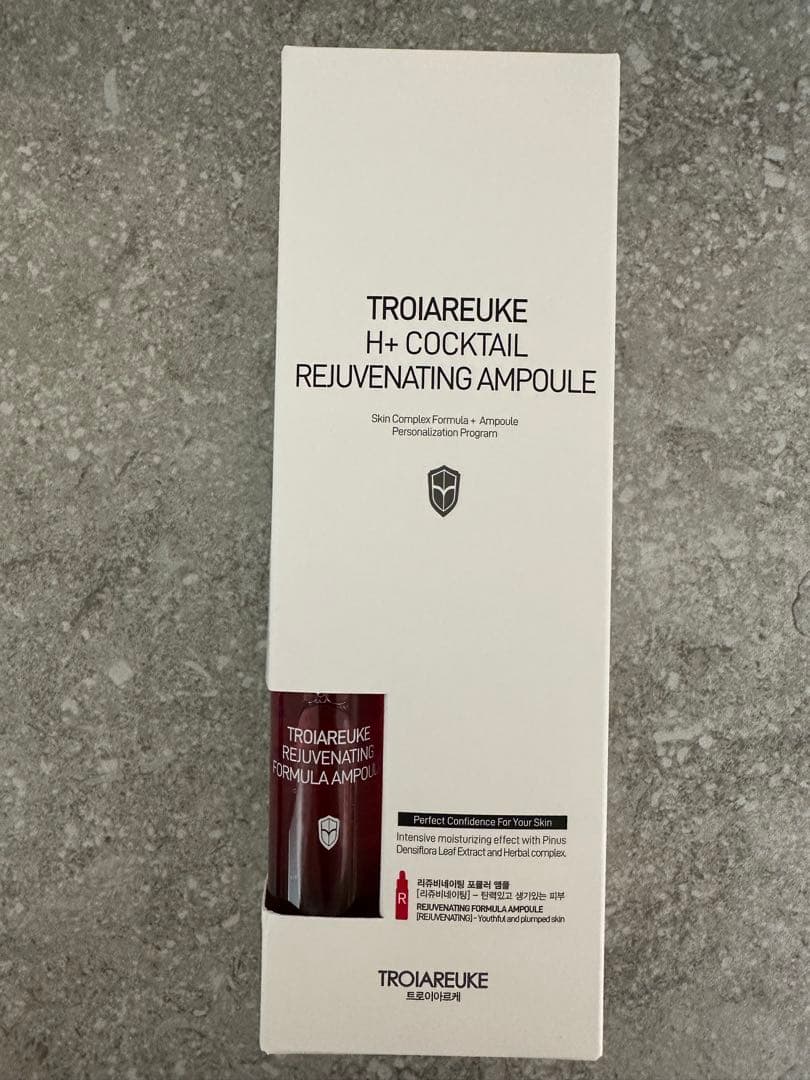 TROIAREUKE
H+ COCKTAIL
REJUVENATING AMPOULE
Skin Complex Formula + Ampoule
Personalization Program
TROIAREUKE
REJUVENATING
FORMULA AMPOUL
Perfect Confidence For Your Skin
Intensive moisturizing effect with Pinus
Densiflora Leaf Extract and Herbal complex.
R
리쥬비네이팅 포뮬러 앰플
[리쥬비네이팅] - 탄력있고 생기있는 피부
REJUVENATING FORMULA AMPOULE
[REJUVENATING] - Youthful and plumped skin
TROIAREUKE
트로이아르케